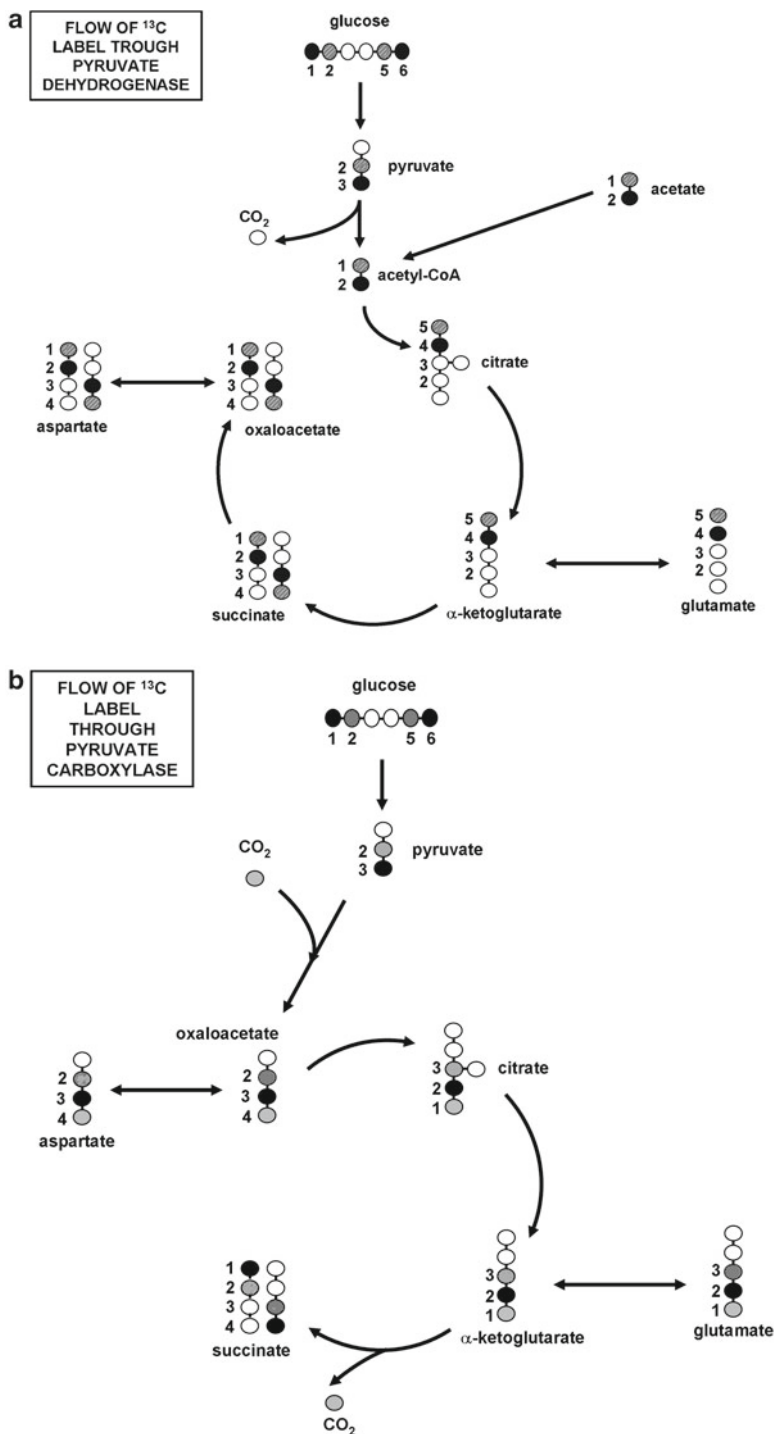 a
FLOW OF ¹³C
LABEL TROUGH
PYRUVATE
DEHYDROGENASE
glucose
1 2 5 6
2
3
pyruvate
CO₂
1
2
acetate
1
2
acetyl-CoA
5
4
3
2
citrate
1
2
3
4
aspartate
1
2
3
4
oxaloacetate
1
2
3
4
succinate
5
4
3
2
α-ketoglutarate
5
4
3
2
glutamate
b
FLOW OF ¹³C
LABEL
THROUGH
PYRUVATE
CARBOXYLASE
glucose
1 2 5 6
2
3
pyruvate
CO₂
oxaloacetate
2
3
4
2
3
4
aspartate
3
2
1
citrate
1
2
3
4
succinate
3
2
1
α-ketoglutarate
3
2
1
glutamate
CO₂